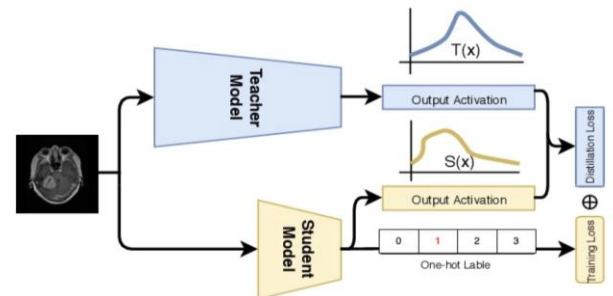 T(x)
Teacher
Model
Output Activation
Distillation Loss
S(x)
Output Activation
⊕
Student
Model
0 1 2 3
One-hot Lable
Training Loss